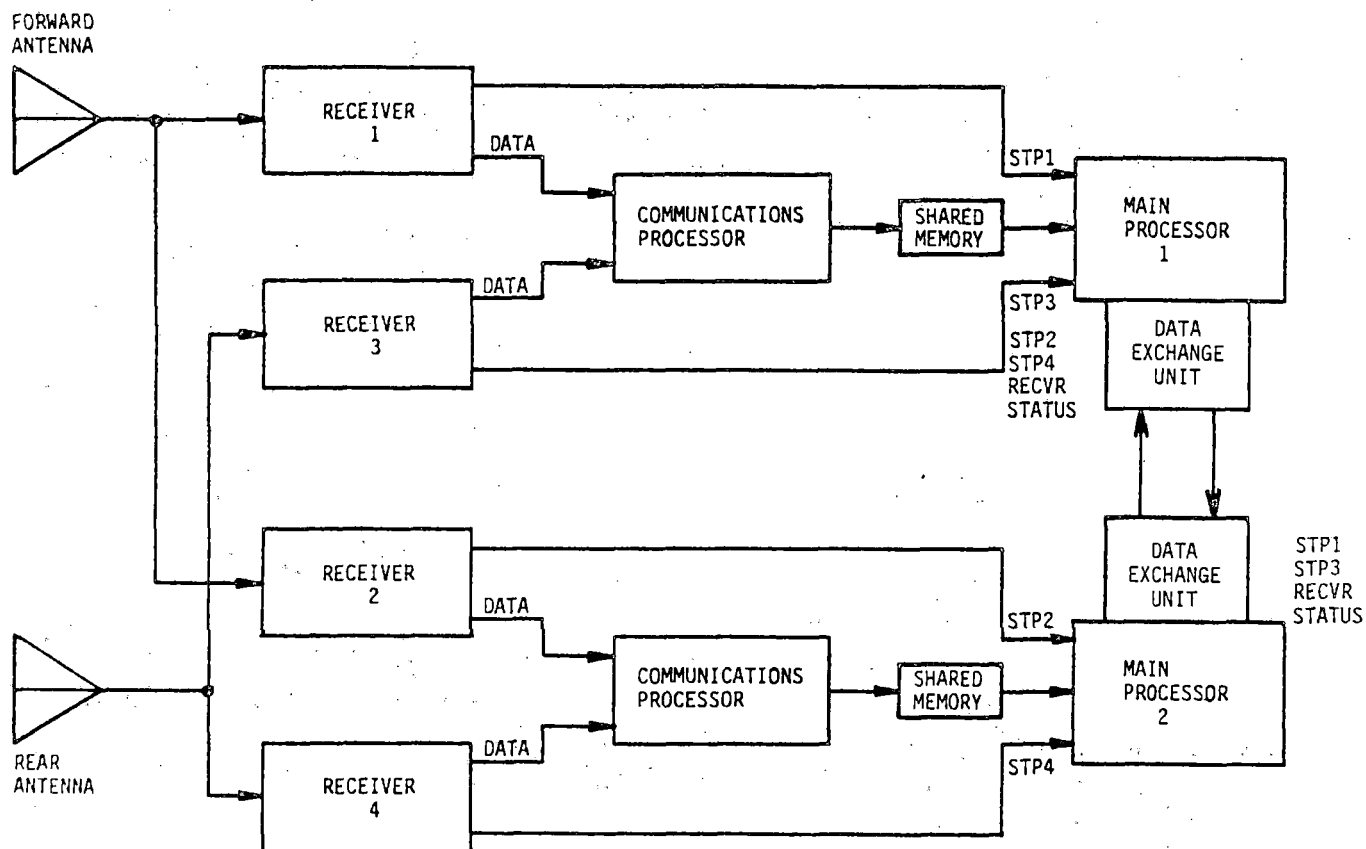 FORWARD
ANTENNA
RECEIVER
1
DATA
STP1
COMMUNICATIONS
PROCESSOR
SHARED
MEMORY
MAIN
PROCESSOR
1
RECEIVER
3
DATA
STP3
STP2
STP4
RECVR
STATUS
DATA
EXCHANGE
UNIT
RECEIVER
2
DATA
STP2
COMMUNICATIONS
PROCESSOR
SHARED
MEMORY
DATA
EXCHANGE
UNIT
STP1
STP3
RECVR
STATUS
MAIN
PROCESSOR
2
REAR
ANTENNA
RECEIVER
4
DATA
STP4